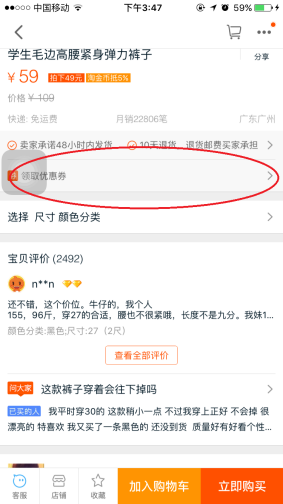 中国移动 下午3:47 59%
学生毛边高腰紧身弹力裤子 分享
¥59 拍下49元 淘金币抵5%
价格 ¥109
快递: 免运费 月销22806笔 广东广州
卖家承诺48小时内发货 10天退货，退货邮费买家承担
领取优惠券
选择 尺寸 颜色分类
宝贝评价 (2492)
n**n
还不错，这个价位。牛仔的，我个人
155，96斤，穿27的合适，腰也不很紧哦，长度不是九分。我妹1...
颜色分类:黑色;尺寸:27（2尺）
查看全部评价
问大家 这款裤子穿着会往下掉吗
已买的人 我平时穿30的 这款稍小一点 不过我穿上正好 不会掉 很
漂亮的 特喜欢 我又买了一条黑色的 还没到货 质量好有好看个性...
客服 店铺 收藏 加入购物车 立即购买